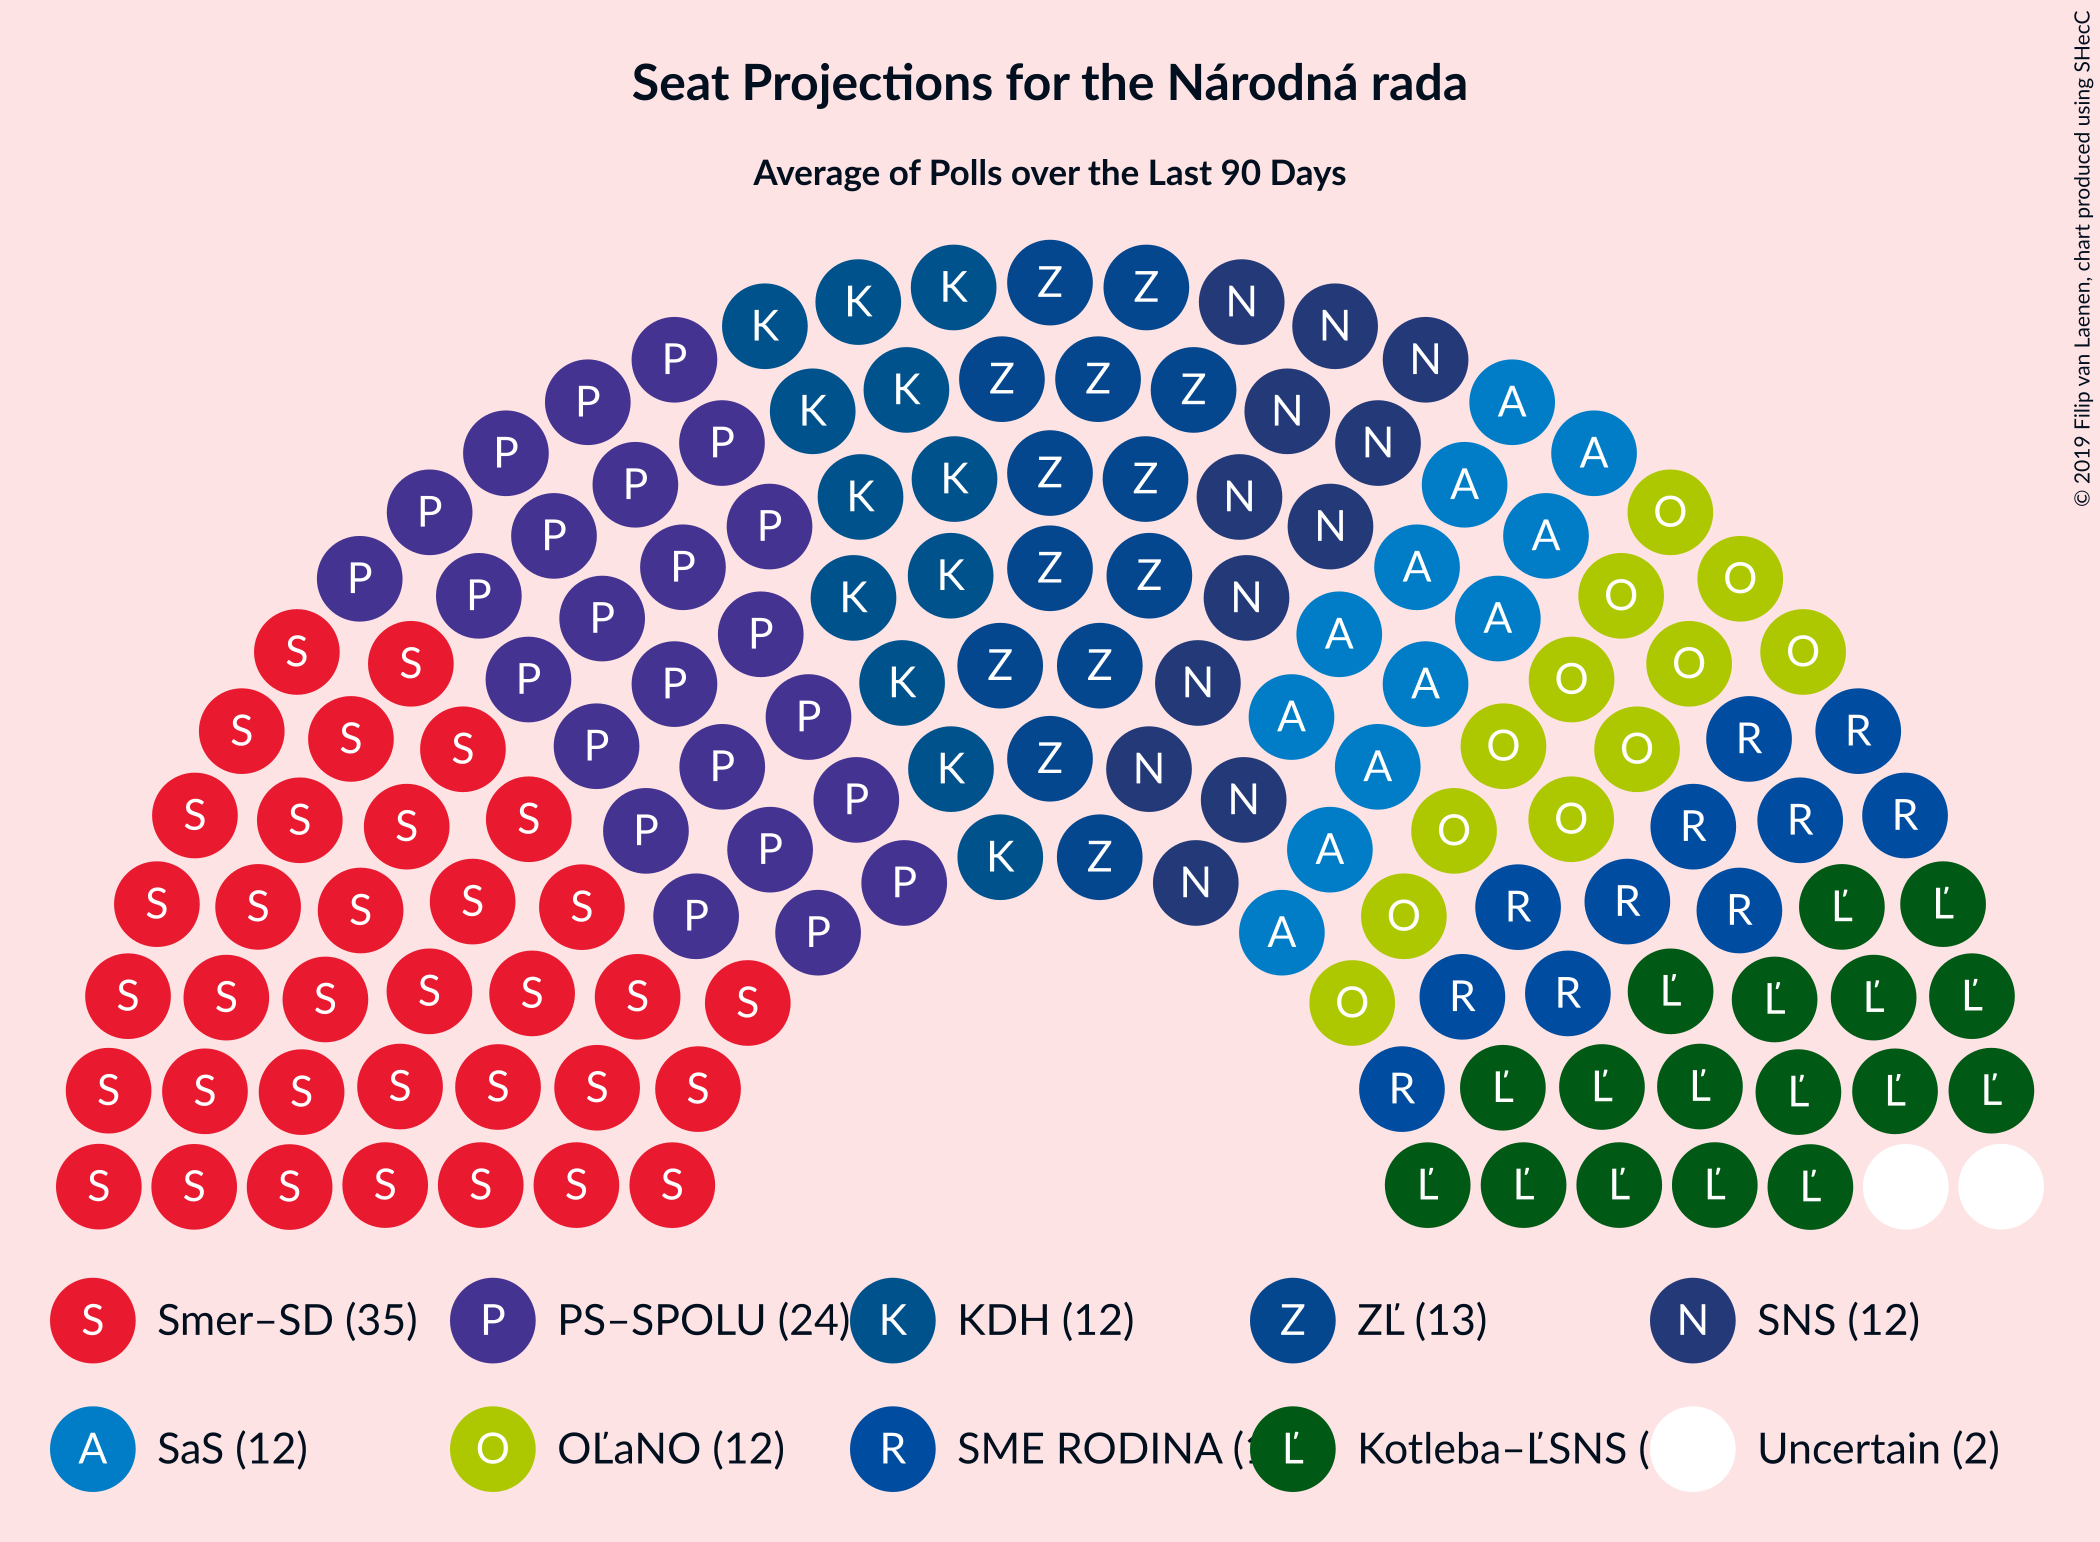 Seat Projections for the Národná rada
Average of Polls over the Last 90 Days
© 2019 Filip van Laenen, chart produced using SHecC
K K K Z Z N N N
P P P P P K K Z Z Z N N A A O O O
S S P P P P P K K Z Z N N A A O O O
S S S P P P P K K Z Z N A A A O O R R
S S S S P P P P K Z Z N A A O O R R R
S S S S S P P P K Z N N A A O R R R Ľ Ľ
S S S S S S S P P K Z N A O R R Ľ Ľ Ľ Ľ
S S S S S S S R Ľ Ľ Ľ Ľ Ľ Ľ
S S S S S S S Ľ Ľ Ľ Ľ Ľ
S Smer–SD (35) P PS–SPOLU (24) K KDH (12) Z ZĽ (13) N SNS (12)
A SaS (12) O OĽaNO (12) R SME RODINA ( Ľ Kotleba–ĽSNS ( Uncertain (2)